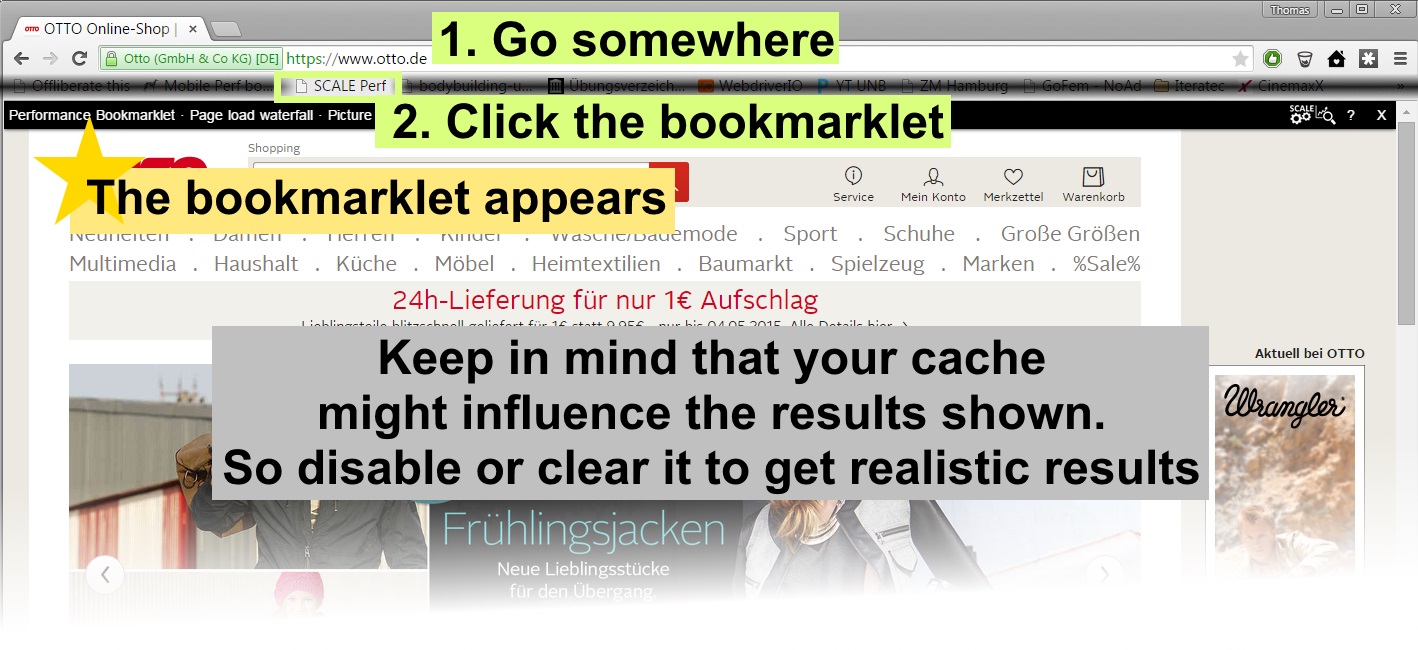 Thomas
OTTO Online-Shop |
1. Go somewhere
Otto (GmbH & Co KG) [DE] https://www.otto.de
Offliberate this Mobile Perf bo... SCALE Perf bodybuilding-u... Übungsverzeich... WebdriverIO YT UNB ZM Hamburg GoFem - NoAd Iteratec CinemaxX »
Performance Bookmarklet · Page load waterfall · Picture
SCALE ? X
2. Click the bookmarklet
Shopping
The bookmarklet appears
Service Mein Konto Merkzettel Warenkorb
Neuheiten . Damen . Herren . Kinder . Wäsche/Bademode . Sport . Schuhe . Große Größen
Multimedia . Haushalt . Küche . Möbel . Heimtextilien . Baumarkt . Spielzeug . Marken . %Sale%
24h-Lieferung für nur 1€ Aufschlag
Lieblingsteile blitzschnell geliefert für 1€ statt 9,95€ - nur bis 04.05.2015. Alle Details hier
Keep in mind that your cache
might influence the results shown.
So disable or clear it to get realistic results
Aktuell bei OTTO
Wrangler
Frühlingsjacken
Neue Lieblingsstücke
für den Übergang.